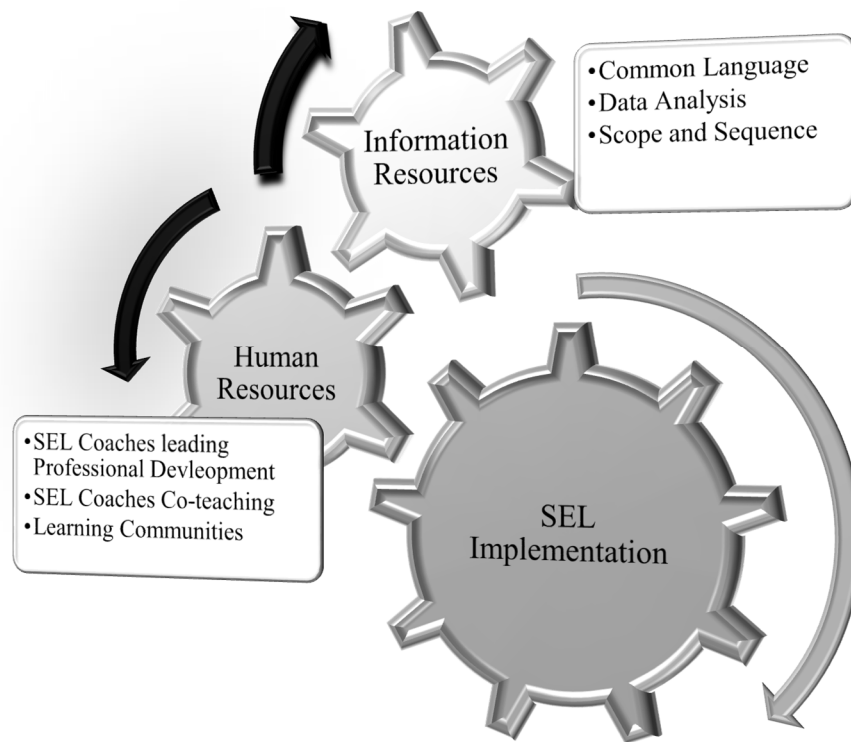 Information
Resources
•Common Language
•Data Analysis
•Scope and Sequence
Human
Resources
•SEL Coaches leading
Professional Devleopment
•SEL Coaches Co-teaching
•Learning Communities
SEL
Implementation